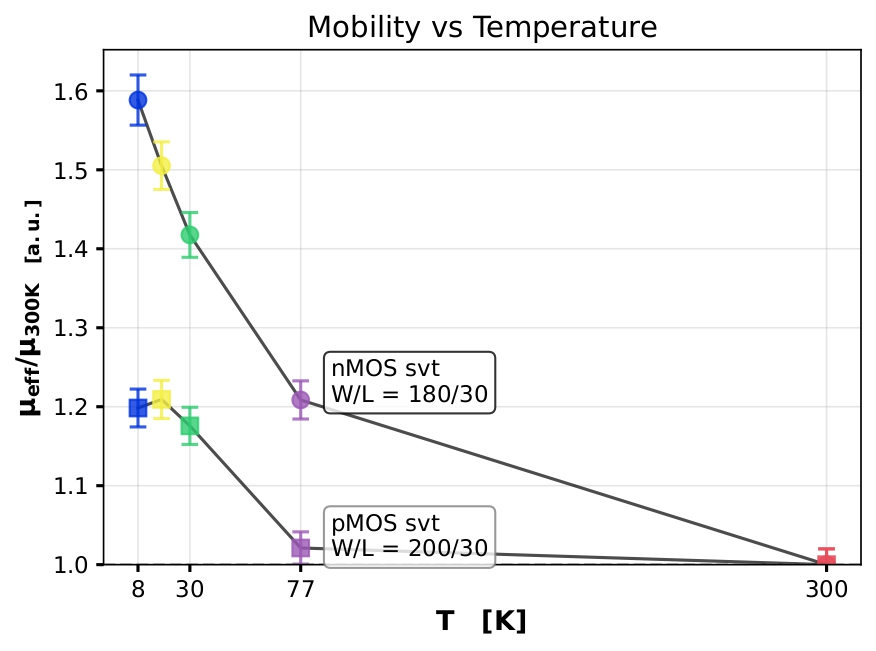 Mobility vs Temperature
μeff/μ300K [a.u.]
1.6
1.5
1.4
1.3
1.2
1.1
1.0
nMOS svt
W/L = 180/30
pMOS svt
W/L = 200/30
8 30 77 300
T [K]